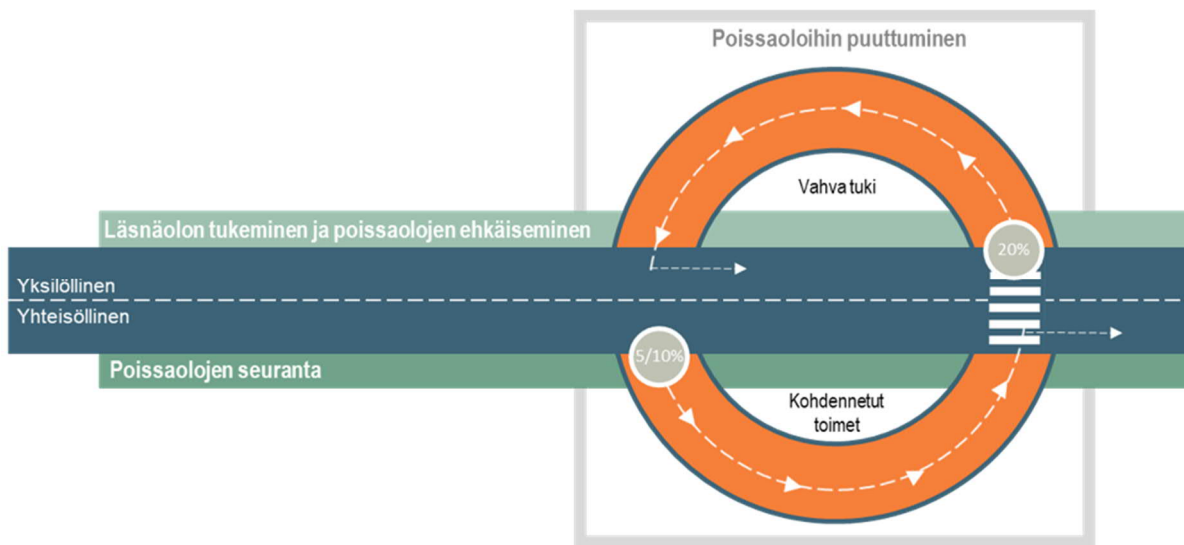 Poissaoloihin puuttuminen
Vahva tuki
Läsnäolon tukeminen ja poissaolojen ehkäiseminen
20%
Yksilöllinen
Yhteisöllinen
5/10%
Poissaolojen seuranta
Kohdennetut
toimet